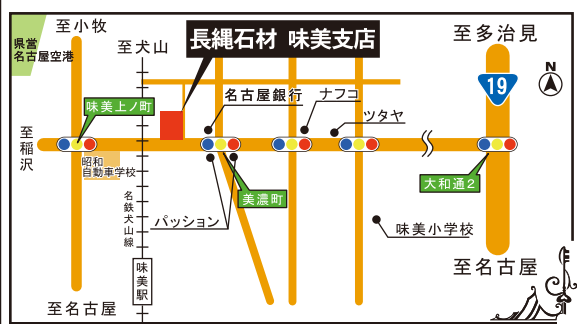 至小牧
県営
名古屋空港
至犬山
長縄石材 味美支店
至多治見
N
19
味美上ノ町
名古屋銀行
ナフコ
ツタヤ
至稲沢
昭和
自動車学校
大和通2
美濃町
名鉄犬山線
パッション
味美小学校
味美駅
至名古屋
至名古屋